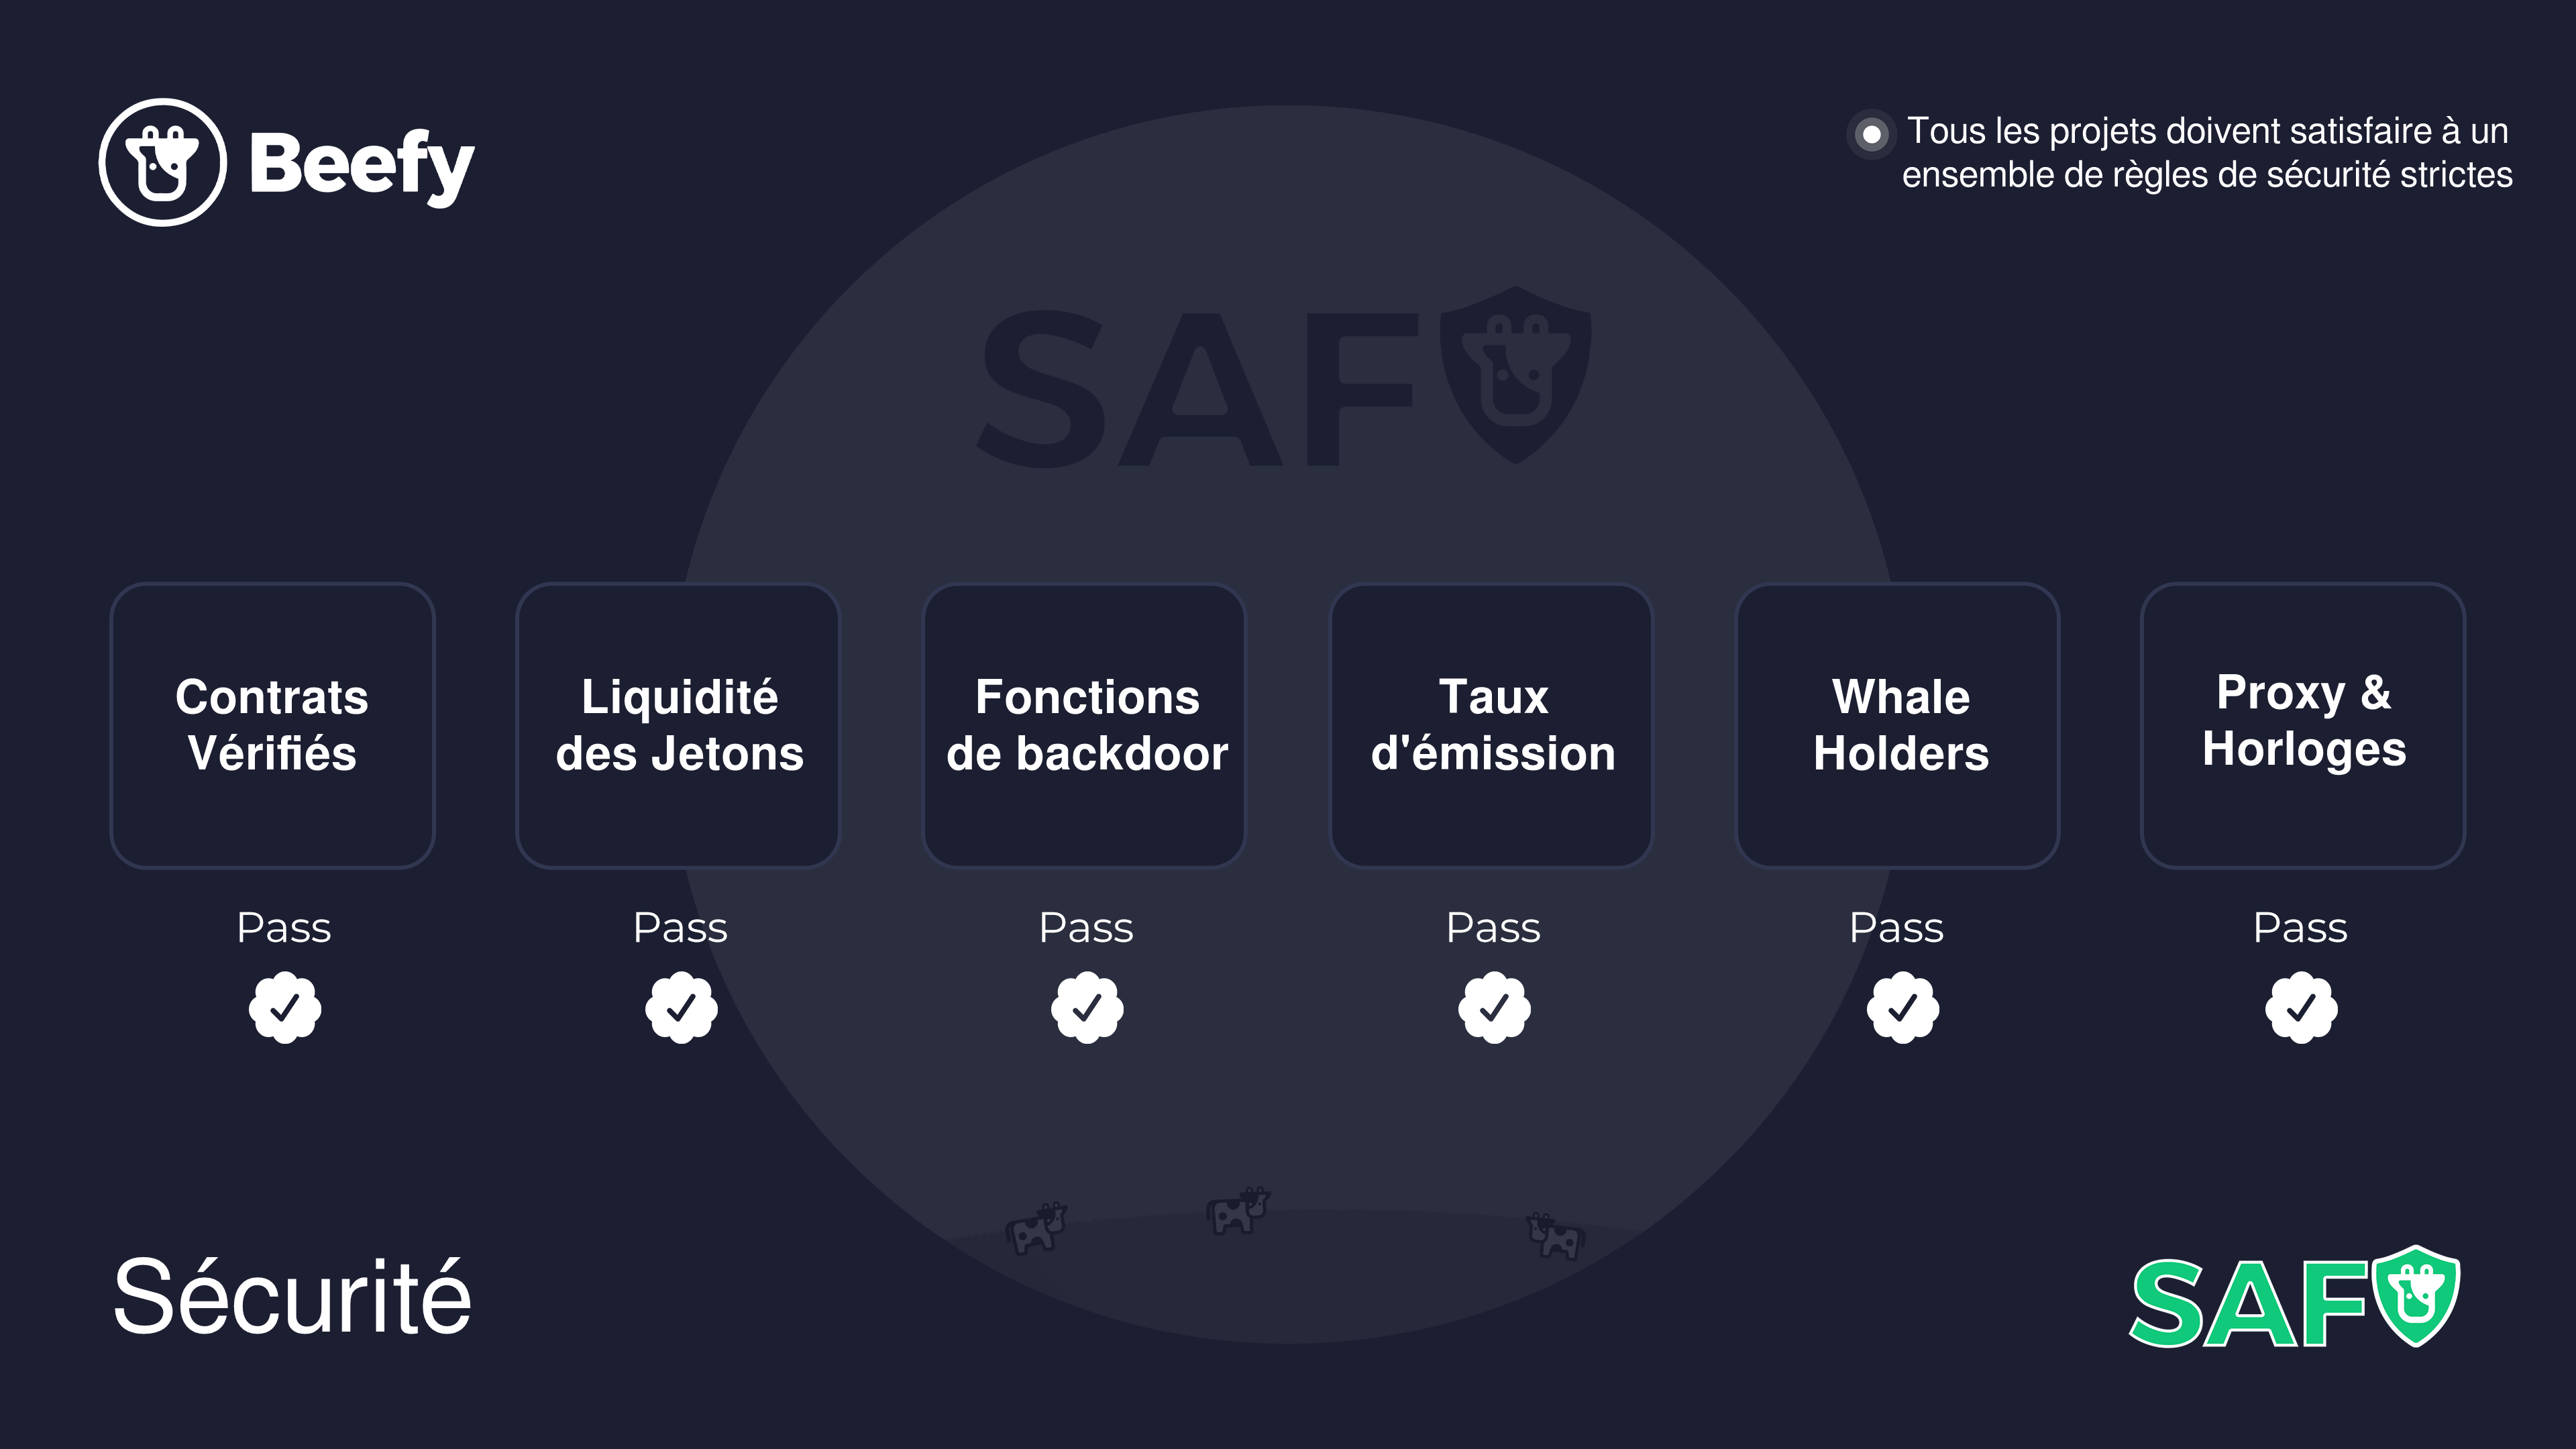 Beefy
Tous les projets doivent satisfaire à un
ensemble de règles de sécurité strictes
SAF
Contrats
Vérifiés
Liquidité
des Jetons
Fonctions
de backdoor
Taux
d'émission
Whale
Holders
Proxy &
Horloges
Pass
Pass
Pass
Pass
Pass
Pass
Sécurité
SAF